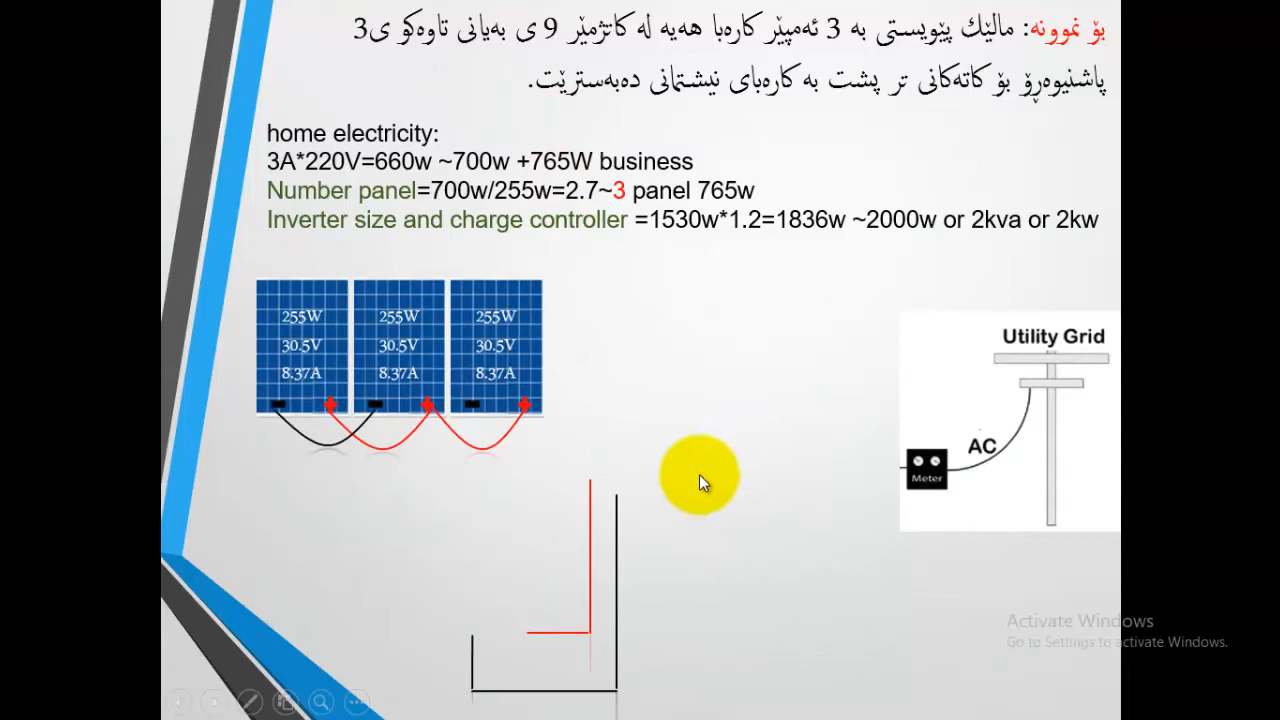 بۆ نموونە: مالێك پێویستی بە 3 ئەمپێر کارەبا هەیە لە کاتژمێر 9 ی بەیانی تاوەکو ی3
پاشنیوەڕۆ بۆ کاتەکانی تر پشت بە کارەبای نیشتمانی دەبەسترێت.
home electricity:
3A*220V=660w ~700w +765W business
Number panel=700w/255w=2.7~3 panel 765w
Inverter size and charge controller =1530w*1.2=1836w ~2000w or 2kva or 2kw
255W 255W 255W
30.5V 30.5V 30.5V
8.37A 8.37A 8.37A
Utility Grid
AC
Meter
Activate Windows
Go to Settings to activate Windows.